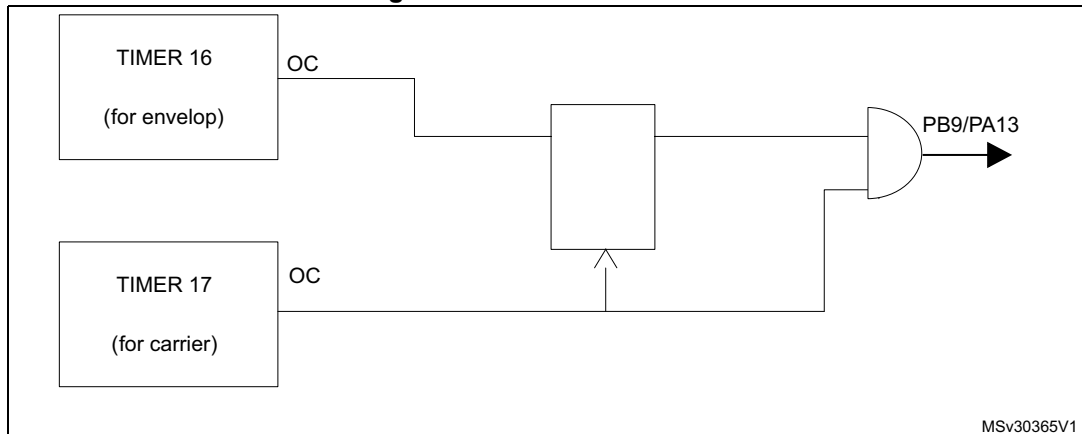 TIMER 16
(for envelop)
OC
PB9/PA13
TIMER 17
(for carrier)
OC
MSv30365V1